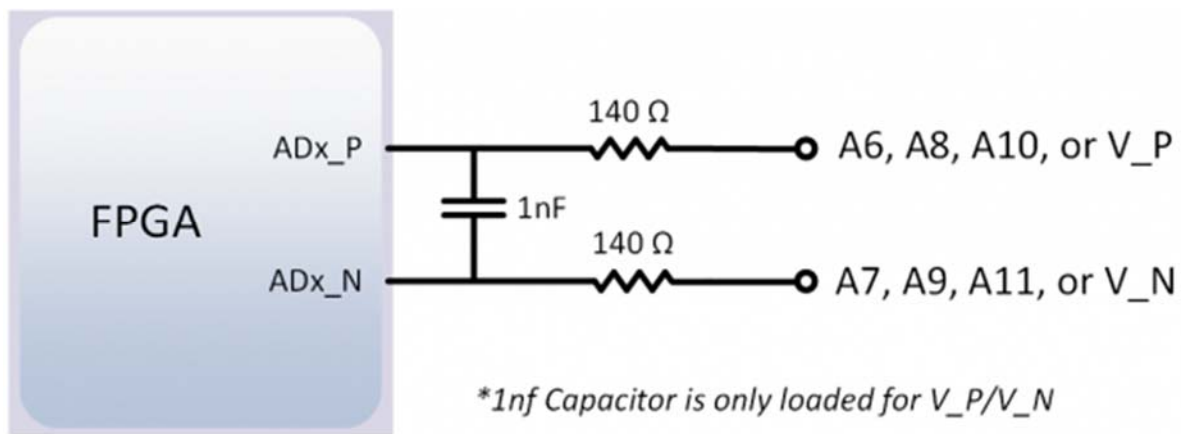 140 Ω
ADx_P
A6, A8, A10, or V_P
FPGA
1nF
140 Ω
ADx_N
A7, A9, A11, or V_N
*1nf Capacitor is only loaded for V_P/V_N